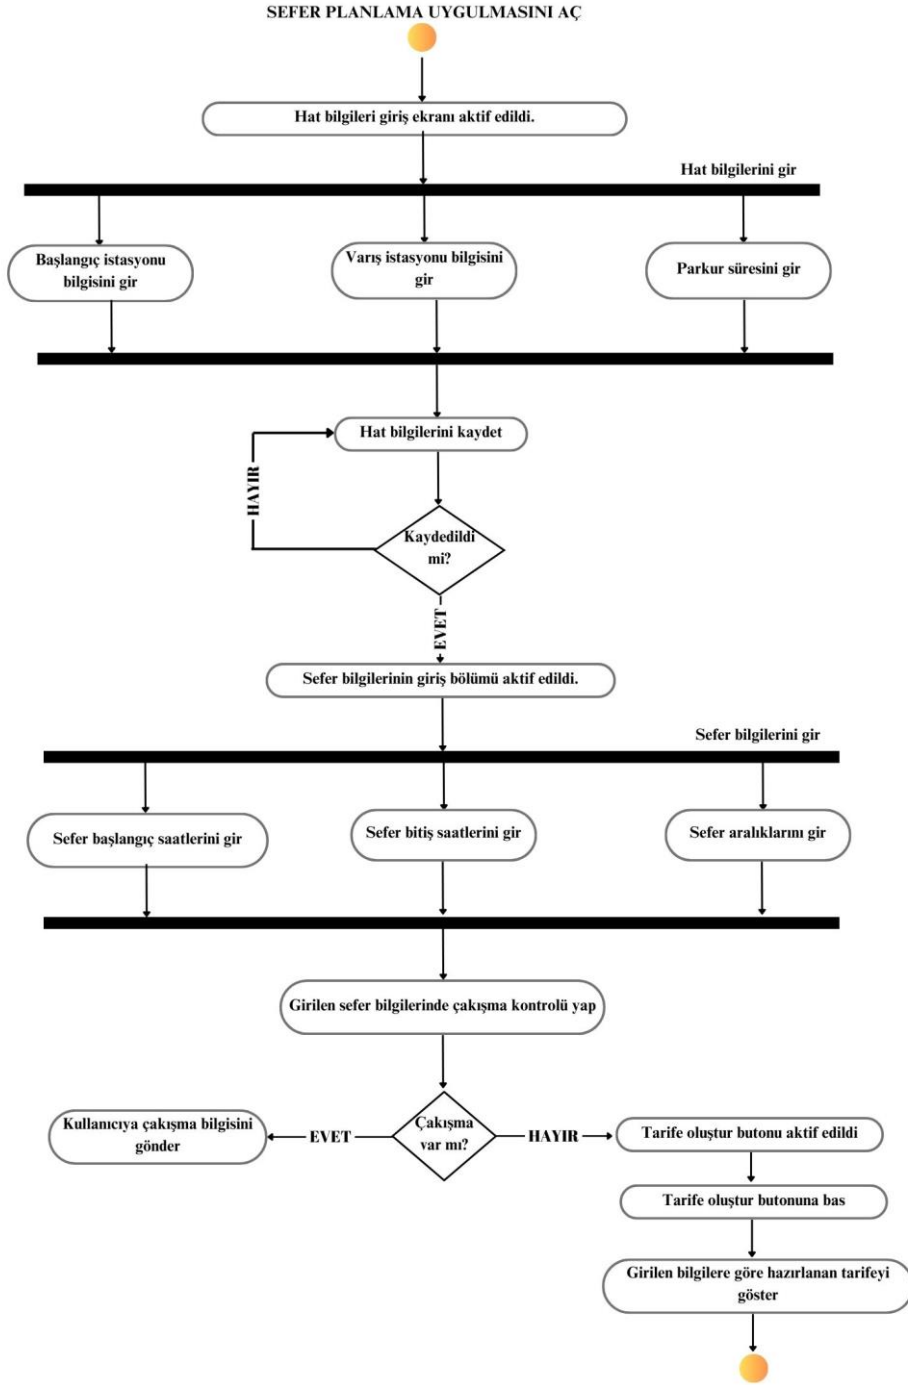 SEFER PLANLAMA UYGULMASINI AÇ
Hat bilgileri giriş ekranı aktif edildi.
Hat bilgilerini gir
Başlangıç istasyonu
bilgisini gir
Varış istasyonu bilgisini
gir
Parkur süresini gir
Hat bilgilerini kaydet
HAYIR
Kaydedildi
mi?
EVET
Sefer bilgilerinin giriş bölümü aktif edildi.
Sefer bilgilerini gir
Sefer başlangıç saatlerini gir
Sefer bitiş saatlerini gir
Sefer aralıklarını gir
Girilen sefer bilgilerinde çakışma kontrolü yap
Kullanıcıya çakışma bilgisini
gönder
EVET
Çakışma
var mı?
HAYIR
Tarife oluştur butonu aktif edildi
Tarife oluştur butonuna bas
Girilen bilgilere göre hazırlanan tarifeyi
göster